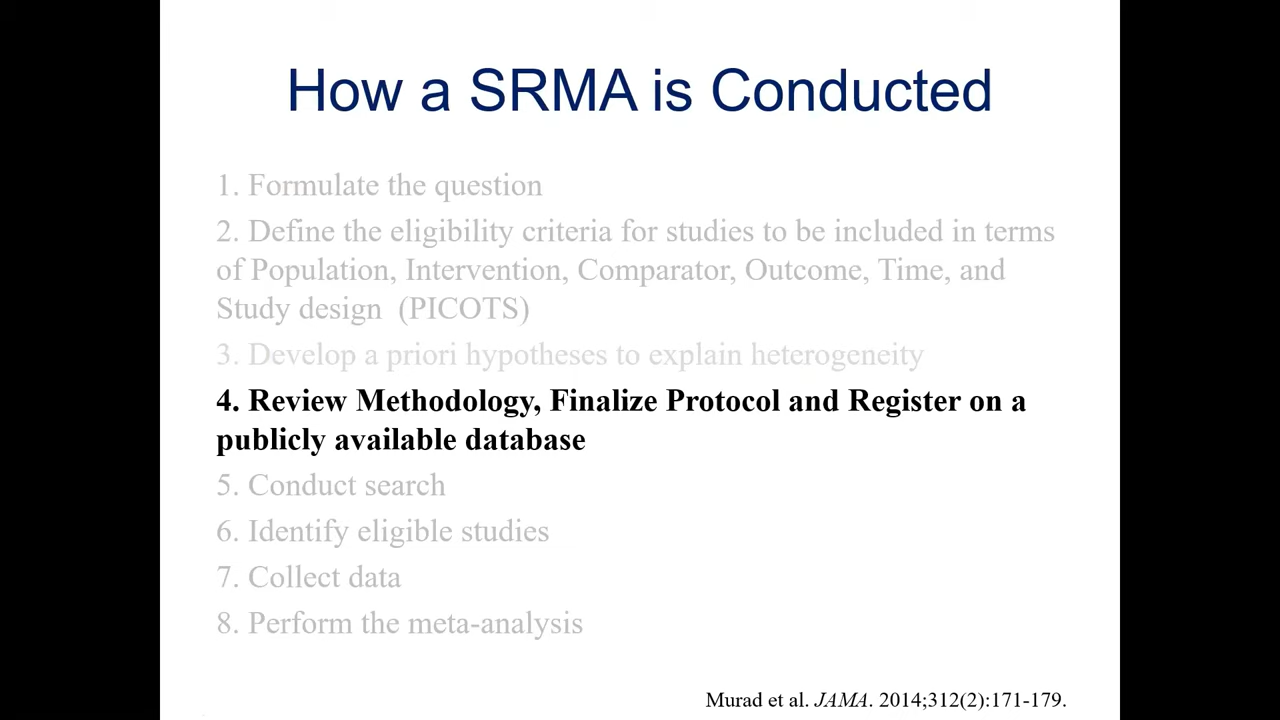 How a SRMA is Conducted
1. Formulate the question
2. Define the eligibility criteria for studies to be included in terms
of Population, Intervention, Comparator, Outcome, Time, and
Study design  (PICOTS)
3. Develop a priori hypotheses to explain heterogeneity
4. Review Methodology, Finalize Protocol and Register on a
publicly available database
5. Conduct search
6. Identify eligible studies
7. Collect data
8. Perform the meta-analysis
Murad et al. JAMA. 2014;312(2):171-179.